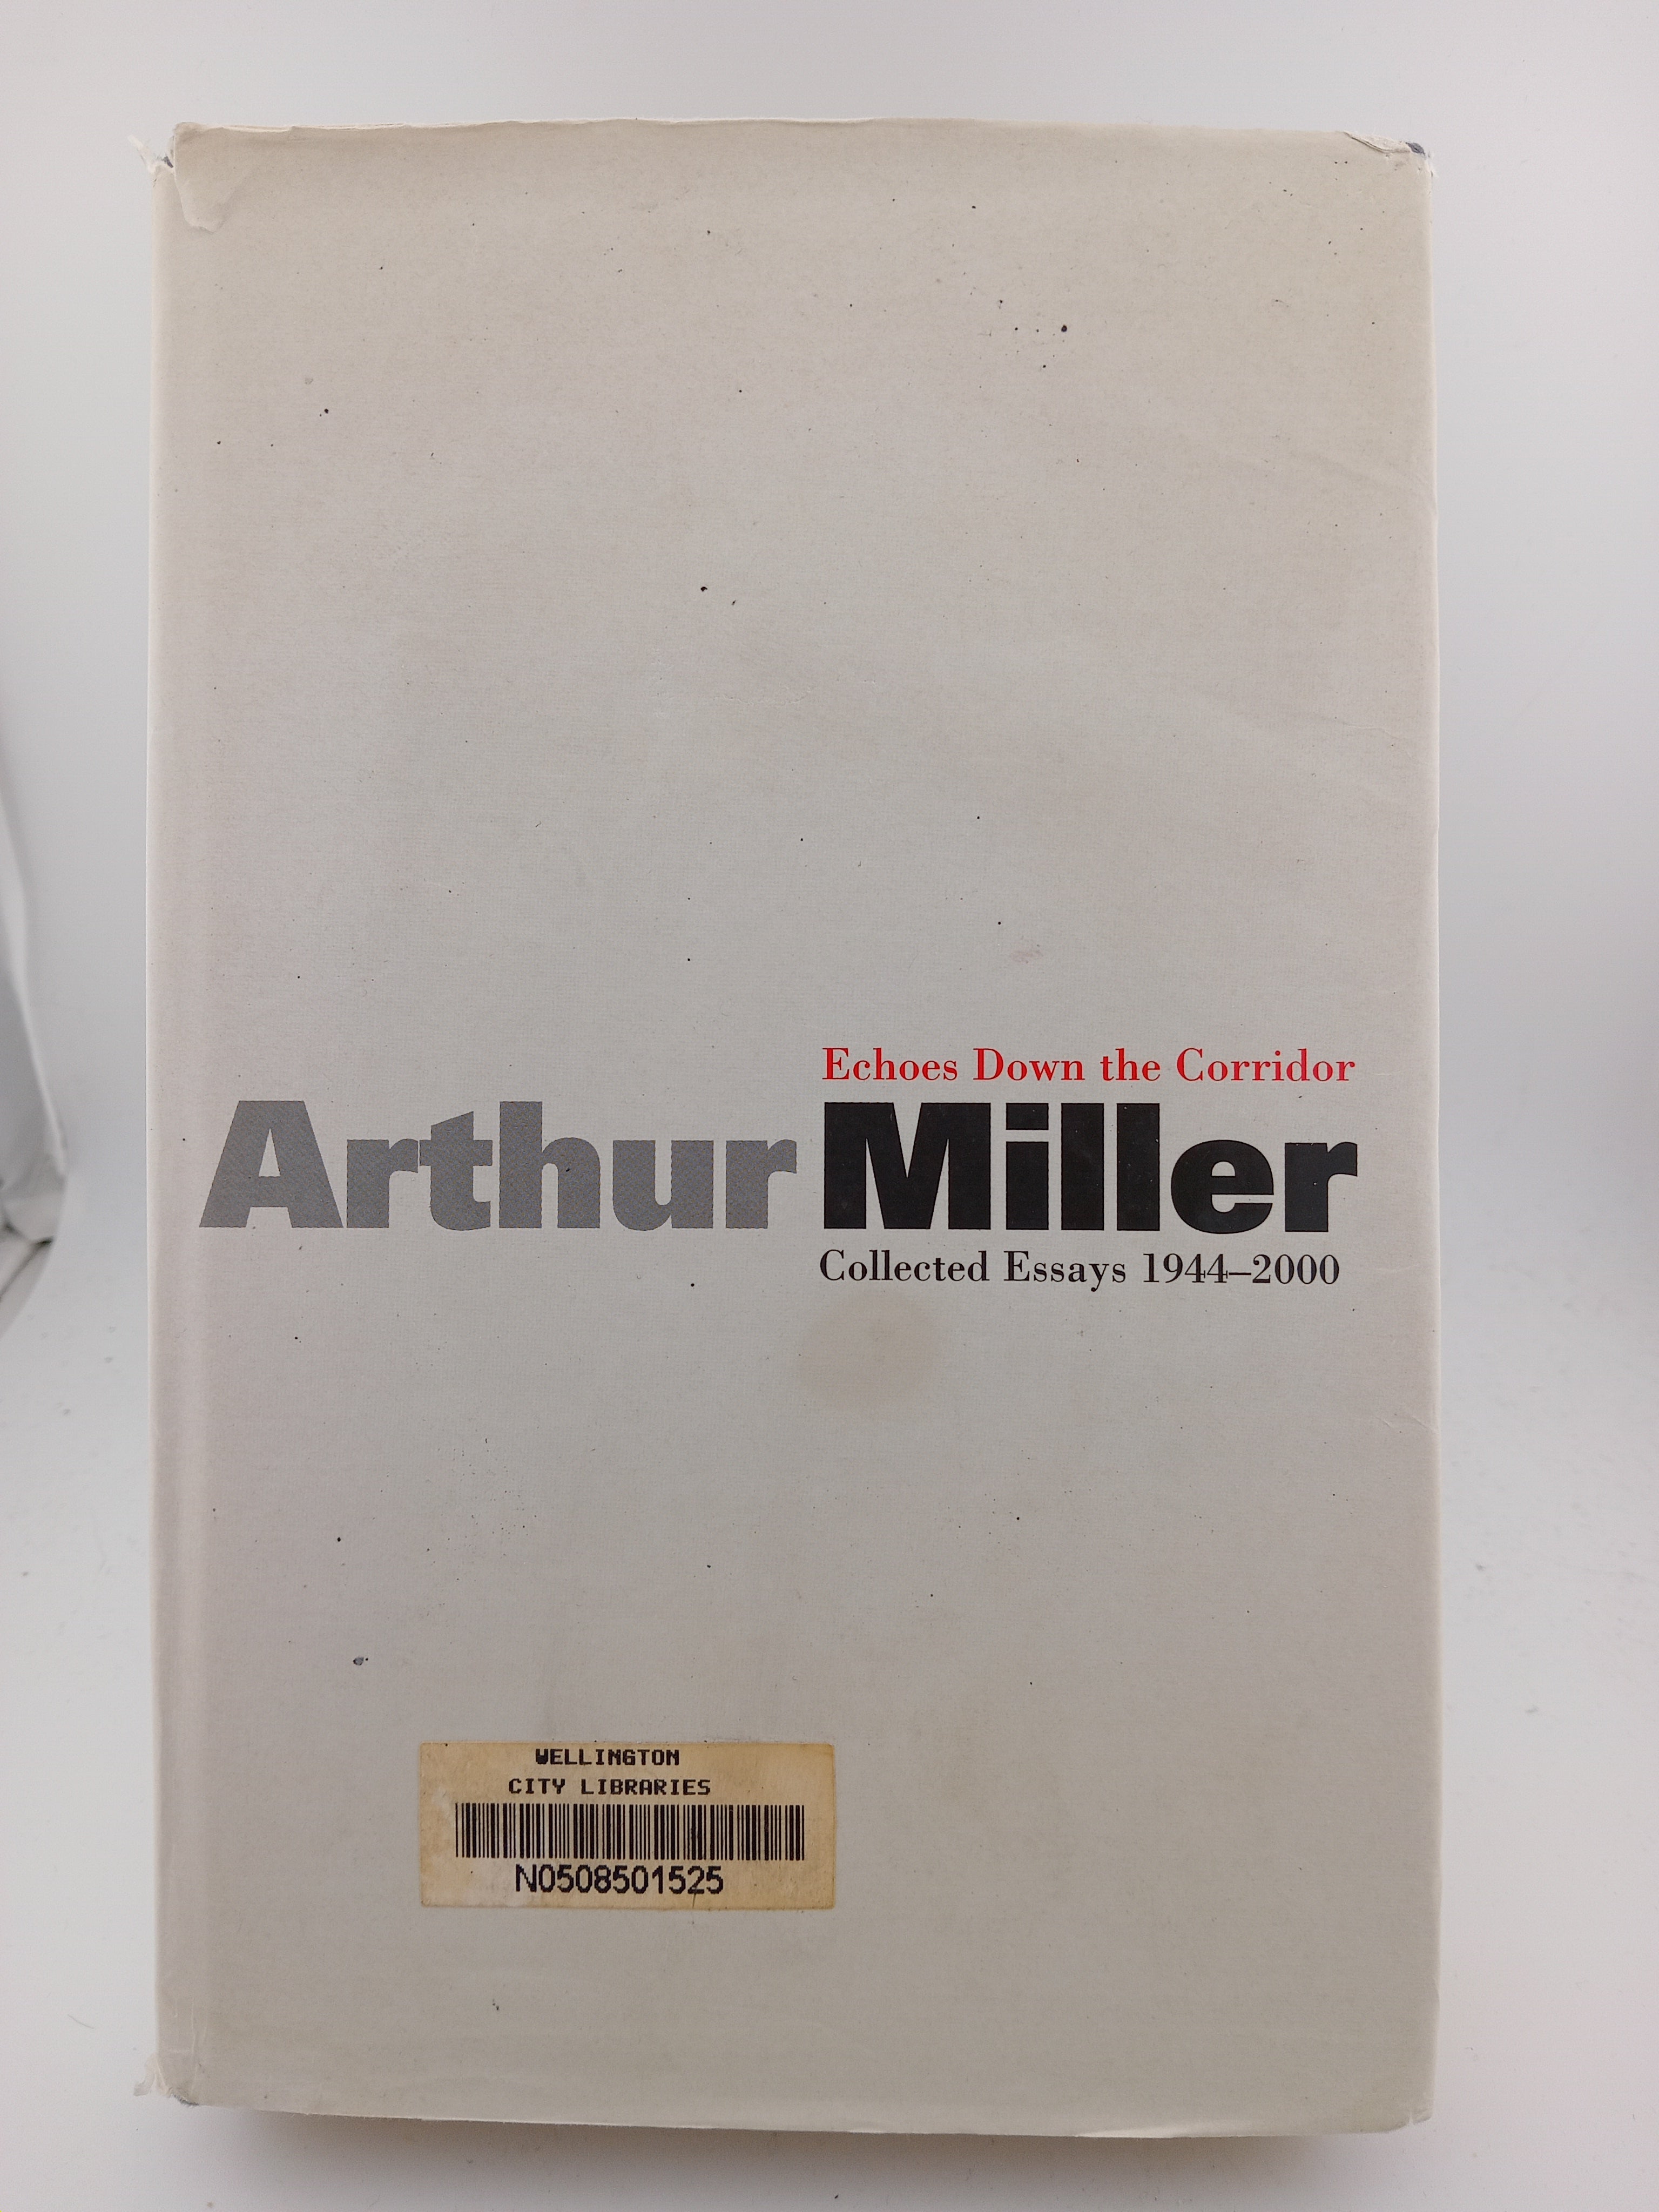 Echoes Down the Corridor
Arthur Miller
Collected Essays 1944–2000
WELLINGTON
CITY LIBRARIES
N0508501525